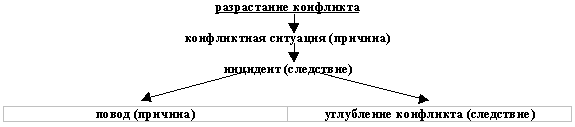 разрастание конфликта
конфликтная ситуация (причина)
инцидент (следствие)
повод (причина) углубление конфликта (следствие)